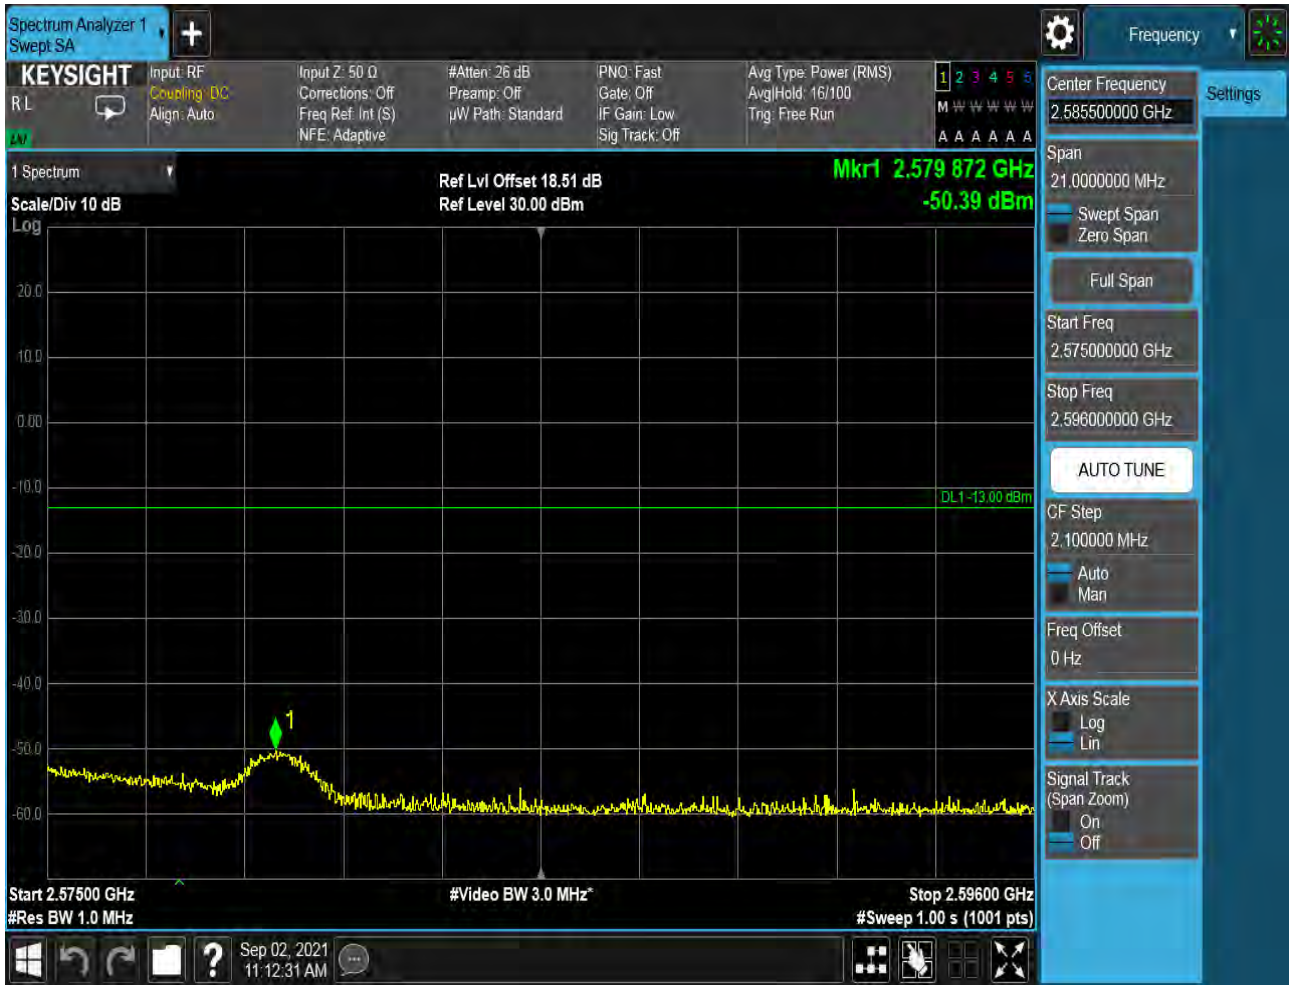 Spectrum Analyzer 1
Swept SA
Frequency
KEYSIGHT
RL
Input: RF
Coupling: DC
Align: Auto
Input Z: 50 Ω
Corrections: Off
Freq Ref: Int (S)
NFE: Adaptive
#Atten: 26 dB
Preamp: Off
µW Path: Standard
PNO: Fast
Gate: Off
IF Gain: Low
Sig Track: Off
Avg Type: Power (RMS)
Avg|Hold: 16/100
Trig: Free Run
1 2 3 4 5 6
M W W W W W
A A A A A A
1 Spectrum
Scale/Div 10 dB
Log
Ref Lvl Offset 18.51 dB
Ref Level 30.00 dBm
Mkr1 2.579 872 GHz
-50.39 dBm
20.0
10.0
0.00
-10.0
DL1 -13.00 dBm
-20.0
-30.0
-40.0
1
-50.0
-60.0
Start 2.57500 GHz
#Res BW 1.0 MHz
#Video BW 3.0 MHz*
Stop 2.59600 GHz
#Sweep 1.00 s (1001 pts)
Center Frequency
2.585500000 GHz
Settings
Span
21.0000000 MHz
Swept Span
Zero Span
Full Span
Start Freq
2.575000000 GHz
Stop Freq
2.596000000 GHz
AUTO TUNE
CF Step
2.100000 MHz
Auto
Man
Freq Offset
0 Hz
X Axis Scale
Log
Lin
Signal Track
(Span Zoom)
On
Off
?
Sep 02, 2021
11:12:31 AM